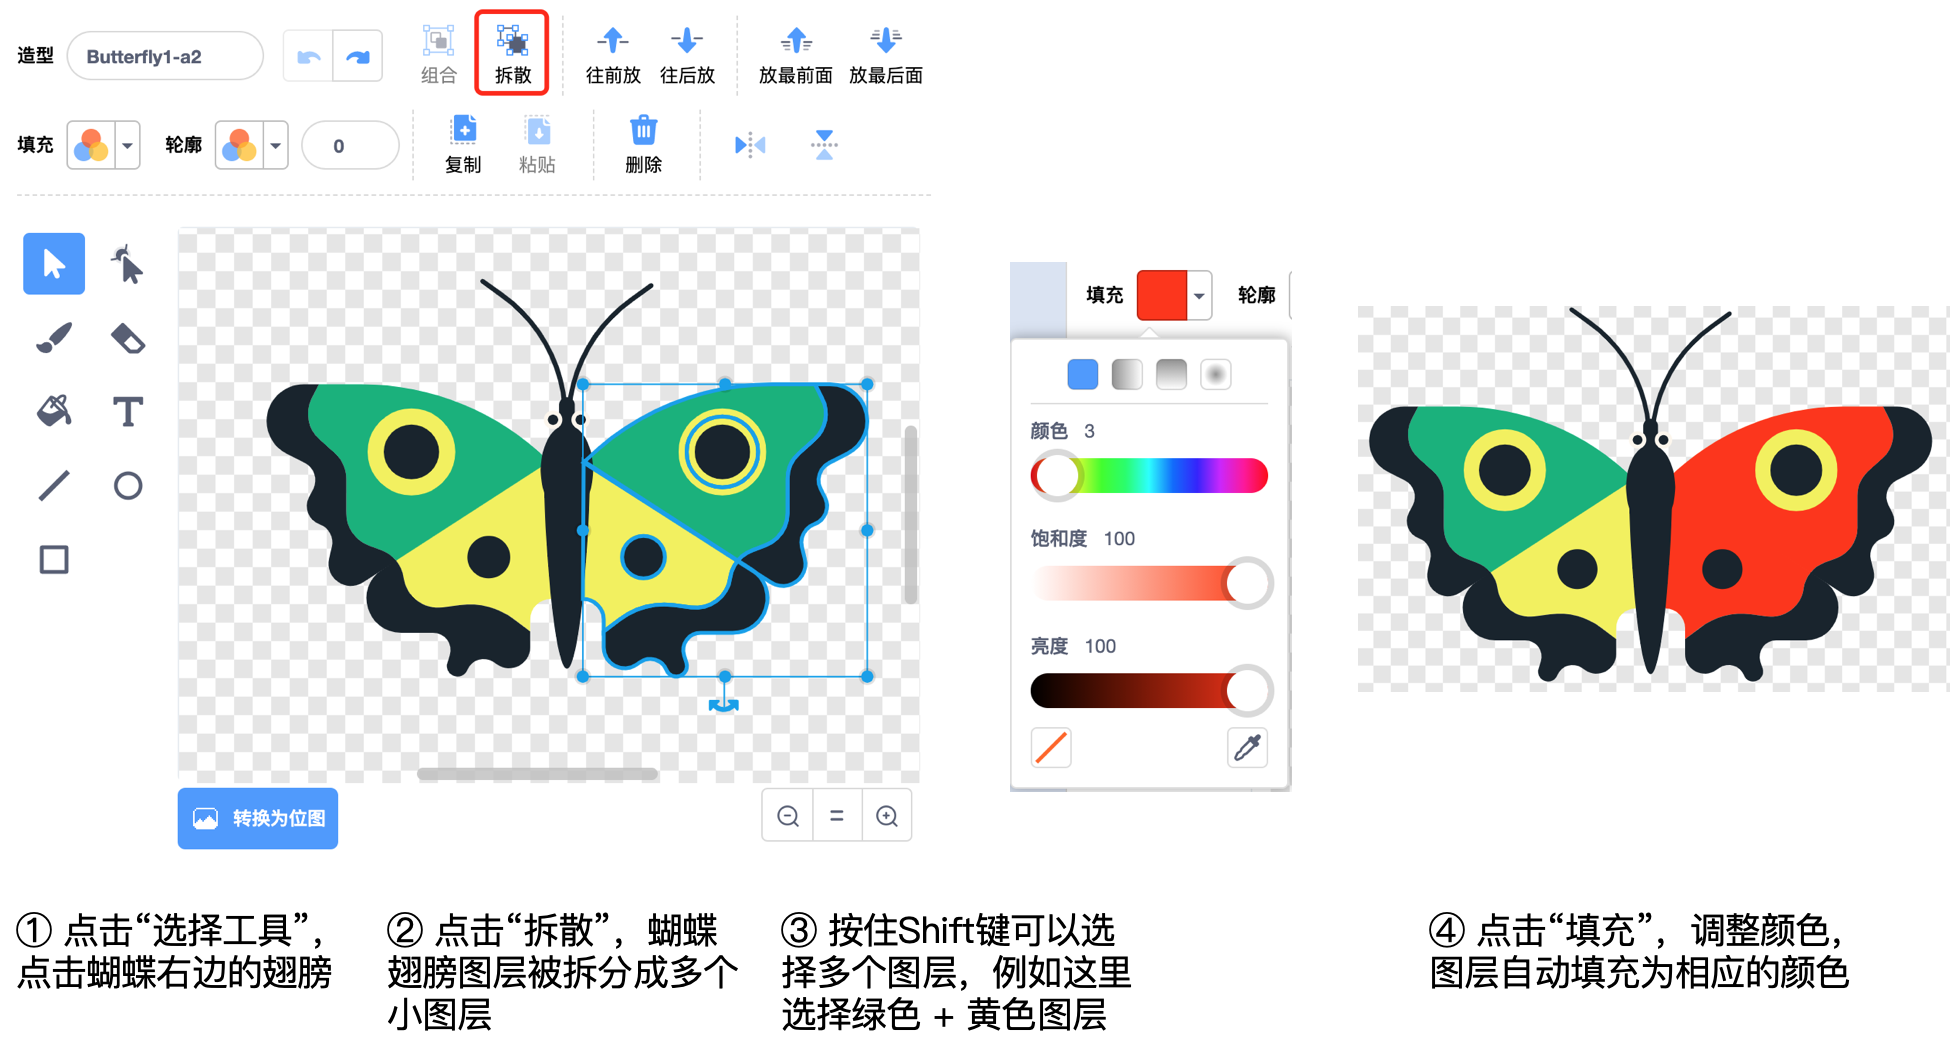 造型 Butterfly1-a2 组合 拆散 往前放 往后放 放最前面 放最后面
填充 轮廓 0 复制 粘贴 删除
T
转换为位图
填充 轮廓
颜色 3
饱和度 100
亮度 100
① 点击“选择工具”，
点击蝴蝶右边的翅膀
② 点击“拆散”，蝴蝶
翅膀图层被拆分成多个
小图层
③ 按住Shift键可以选
择多个图层，例如这里
选择绿色 + 黄色图层
④ 点击“填充”，调整颜色，
图层自动填充为相应的颜色